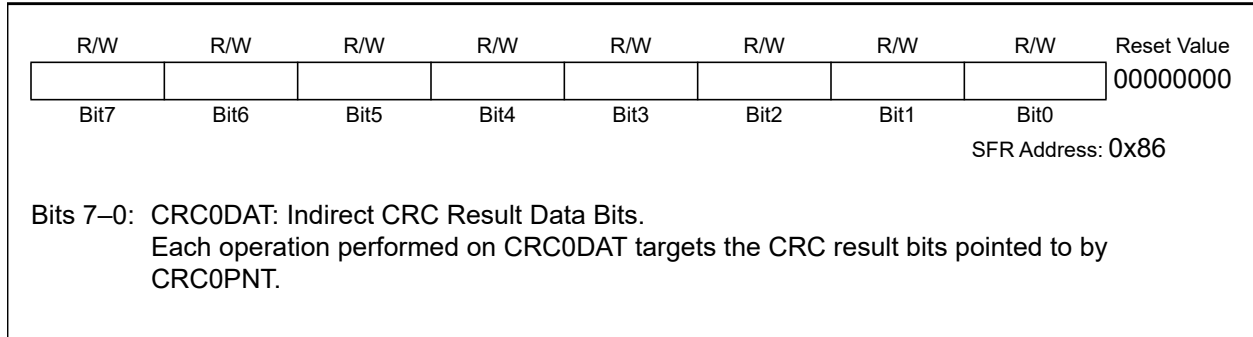 R/W R/W R/W R/W R/W R/W R/W R/W Reset Value
00000000
Bit7 Bit6 Bit5 Bit4 Bit3 Bit2 Bit1 Bit0
SFR Address: 0x86
Bits 7–0: CRC0DAT: Indirect CRC Result Data Bits.
Each operation performed on CRC0DAT targets the CRC result bits pointed to by
CRC0PNT.